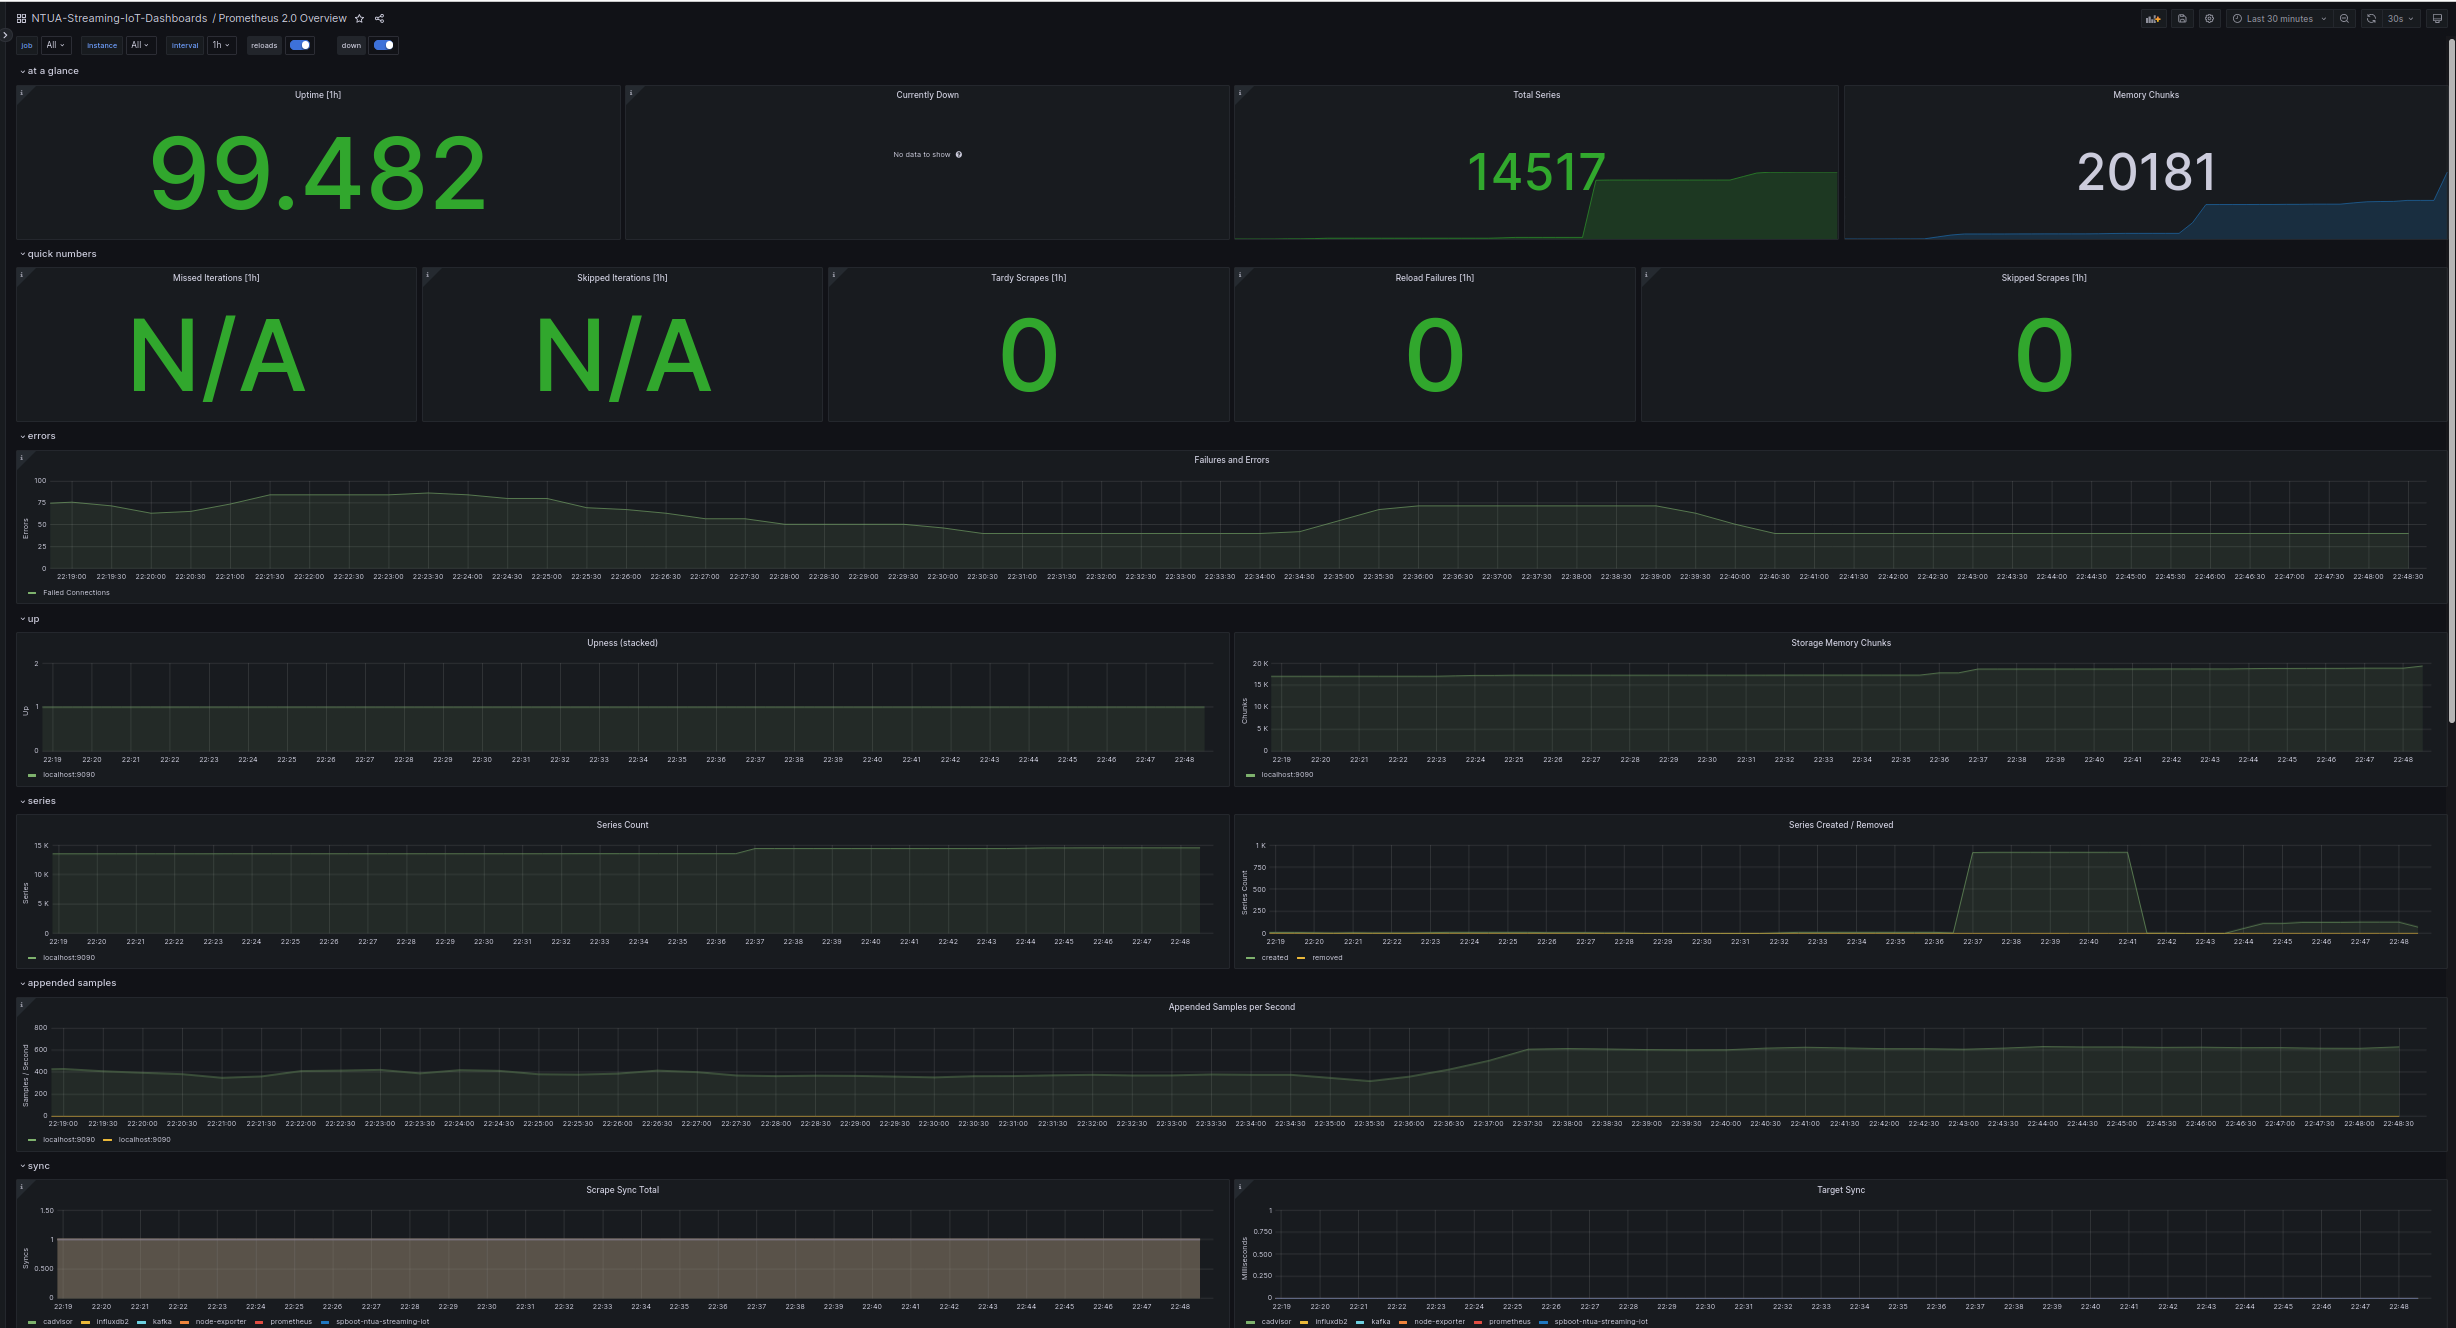 NTUA-Streaming-IoT-Dashboards / Prometheus 2.0 Overview
Last 30 minutes 30s
job All instance All interval 1h reloads down
at a glance
Uptime [1h]
99.482
Currently Down
No data to show
Total Series
14517
Memory Chunks
20181
quick numbers
Missed Iterations [1h]
N/A
Skipped Iterations [1h]
N/A
Tardy Scrapes [1h]
0
Reload Failures [1h]
0
Skipped Scrapes [1h]
0
errors
Failures and Errors
Errors
100
75
50
25
0
22:19:00 22:19:30 22:20:00 22:20:30 22:21:00 22:21:30 22:22:00 22:22:30 22:23:00 22:23:30 22:24:00 22:24:30 22:25:00 22:25:30 22:26:00 22:26:30 22:27:00 22:27:30 22:28:00 22:28:30 22:29:00 22:29:30 22:30:00 22:30:30 22:31:00 22:31:30 22:32:00 22:32:30 22:33:00 22:33:30 22:34:00 22:34:30 22:35:00 22:35:30 22:36:00 22:36:30 22:37:00 22:37:30 22:38:00 22:38:30 22:39:00 22:39:30 22:40:00 22:40:30 22:41:00 22:41:30 22:42:00 22:42:30 22:43:00 22:43:30 22:44:00 22:44:30 22:45:00 22:45:30 22:46:00 22:46:30 22:47:00 22:47:30 22:48:00 22:48:30
Failed Connections
up
Upness (stacked)
Up
2
1
0
22:19 22:20 22:21 22:22 22:23 22:24 22:25 22:26 22:27 22:28 22:29 22:30 22:31 22:32 22:33 22:34 22:35 22:36 22:37 22:38 22:39 22:40 22:41 22:42 22:43 22:44 22:45 22:46 22:47 22:48
localhost:9090
Storage Memory Chunks
Chunks
20 K
15 K
10 K
5 K
0
22:19 22:20 22:21 22:22 22:23 22:24 22:25 22:26 22:27 22:28 22:29 22:30 22:31 22:32 22:33 22:34 22:35 22:36 22:37 22:38 22:39 22:40 22:41 22:42 22:43 22:44 22:45 22:46 22:47 22:48
localhost:9090
series
Series Count
Series
15 K
10 K
5 K
0
22:19 22:20 22:21 22:22 22:23 22:24 22:25 22:26 22:27 22:28 22:29 22:30 22:31 22:32 22:33 22:34 22:35 22:36 22:37 22:38 22:39 22:40 22:41 22:42 22:43 22:44 22:45 22:46 22:47 22:48
localhost:9090
Series Created / Removed
Series Count
1 K
750
500
250
0
22:19 22:20 22:21 22:22 22:23 22:24 22:25 22:26 22:27 22:28 22:29 22:30 22:31 22:32 22:33 22:34 22:35 22:36 22:37 22:38 22:39 22:40 22:41 22:42 22:43 22:44 22:45 22:46 22:47 22:48
created removed
appended samples
Appended Samples per Second
Samples / Second
800
600
400
200
0
22:19:00 22:19:30 22:20:00 22:20:30 22:21:00 22:21:30 22:22:00 22:22:30 22:23:00 22:23:30 22:24:00 22:24:30 22:25:00 22:25:30 22:26:00 22:26:30 22:27:00 22:27:30 22:28:00 22:28:30 22:29:00 22:29:30 22:30:00 22:30:30 22:31:00 22:31:30 22:32:00 22:32:30 22:33:00 22:33:30 22:34:00 22:34:30 22:35:00 22:35:30 22:36:00 22:36:30 22:37:00 22:37:30 22:38:00 22:38:30 22:39:00 22:39:30 22:40:00 22:40:30 22:41:00 22:41:30 22:42:00 22:42:30 22:43:00 22:43:30 22:44:00 22:44:30 22:45:00 22:45:30 22:46:00 22:46:30 22:47:00 22:47:30 22:48:00 22:48:30
localhost:9090 localhost:9090
sync
Scrape Sync Total
Syncs
1.50
1
0.500
0
22:19 22:20 22:21 22:22 22:23 22:24 22:25 22:26 22:27 22:28 22:29 22:30 22:31 22:32 22:33 22:34 22:35 22:36 22:37 22:38 22:39 22:40 22:41 22:42 22:43 22:44 22:45 22:46 22:47 22:48
cadvisor influxdb2 kafka node-exporter prometheus spboot-ntua-streaming-iot
Target Sync
Milliseconds
1
0.750
0.500
0.250
0
22:19 22:20 22:21 22:22 22:23 22:24 22:25 22:26 22:27 22:28 22:29 22:30 22:31 22:32 22:33 22:34 22:35 22:36 22:37 22:38 22:39 22:40 22:41 22:42 22:43 22:44 22:45 22:46 22:47 22:48
cadvisor influxdb2 kafka node-exporter prometheus spboot-ntua-streaming-iot